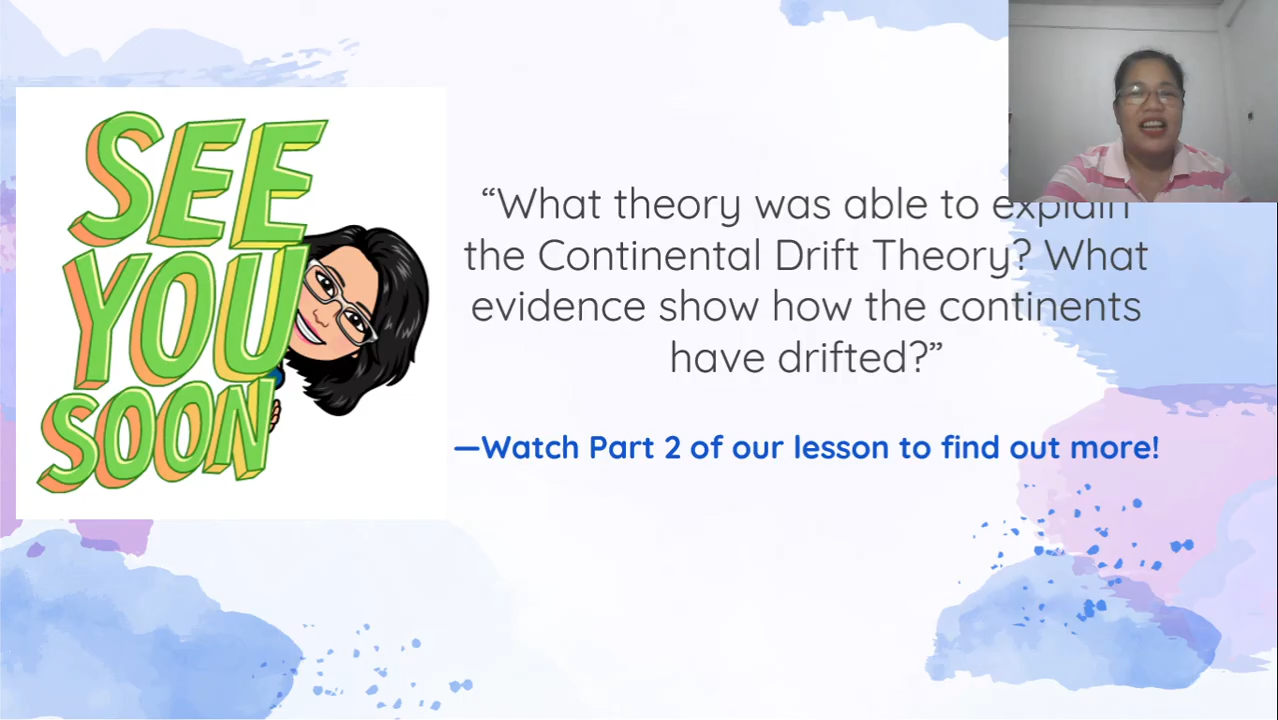 SEE
YOU
SOON
“What theory was able to explain
the Continental Drift Theory? What
evidence show how the continents
have drifted?”
—Watch Part 2 of our lesson to find out more!